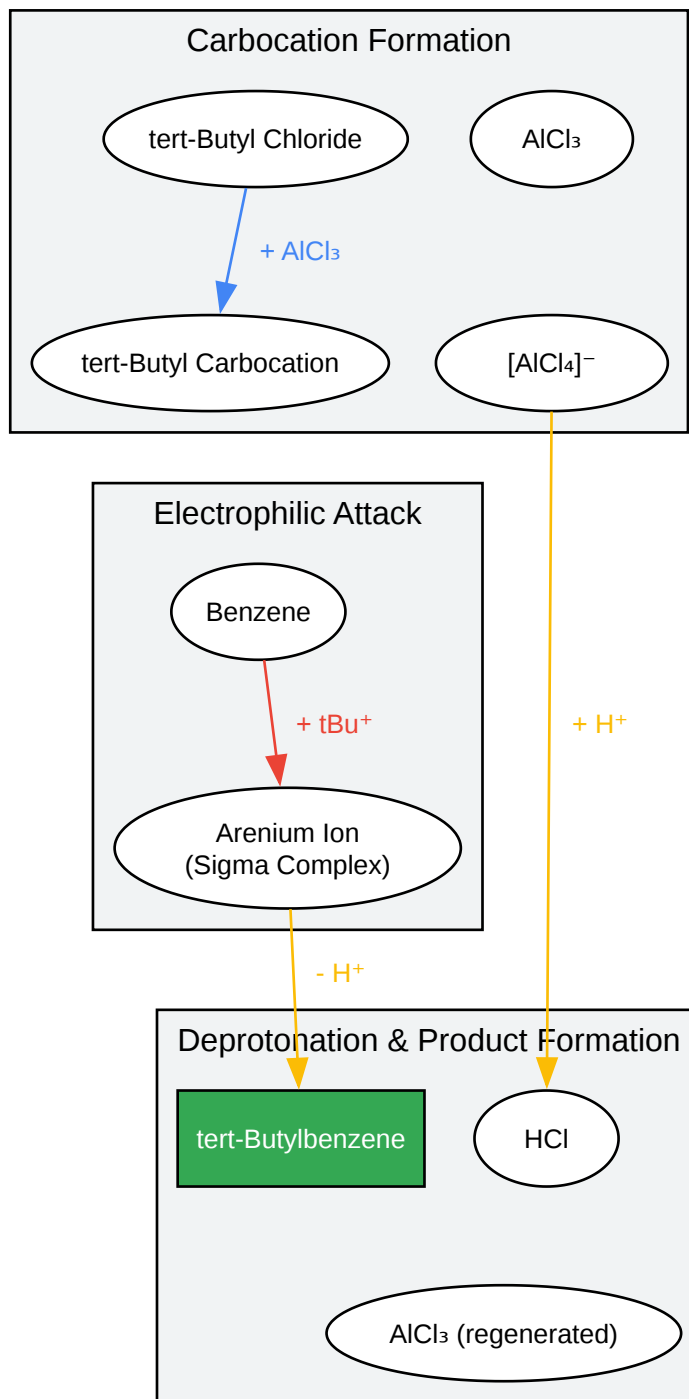 Carbocation Formation
tert-Butyl Chloride
AlCl₃
+ AlCl₃
tert-Butyl Carbocation
[AlCl₄]⁻
Electrophilic Attack
Benzene
+ tBu⁺
+ H⁺
Arenium Ion
(Sigma Complex)
- H⁺
Deprotonation & Product Formation
tert-Butylbenzene
HCl
AlCl₃ (regenerated)